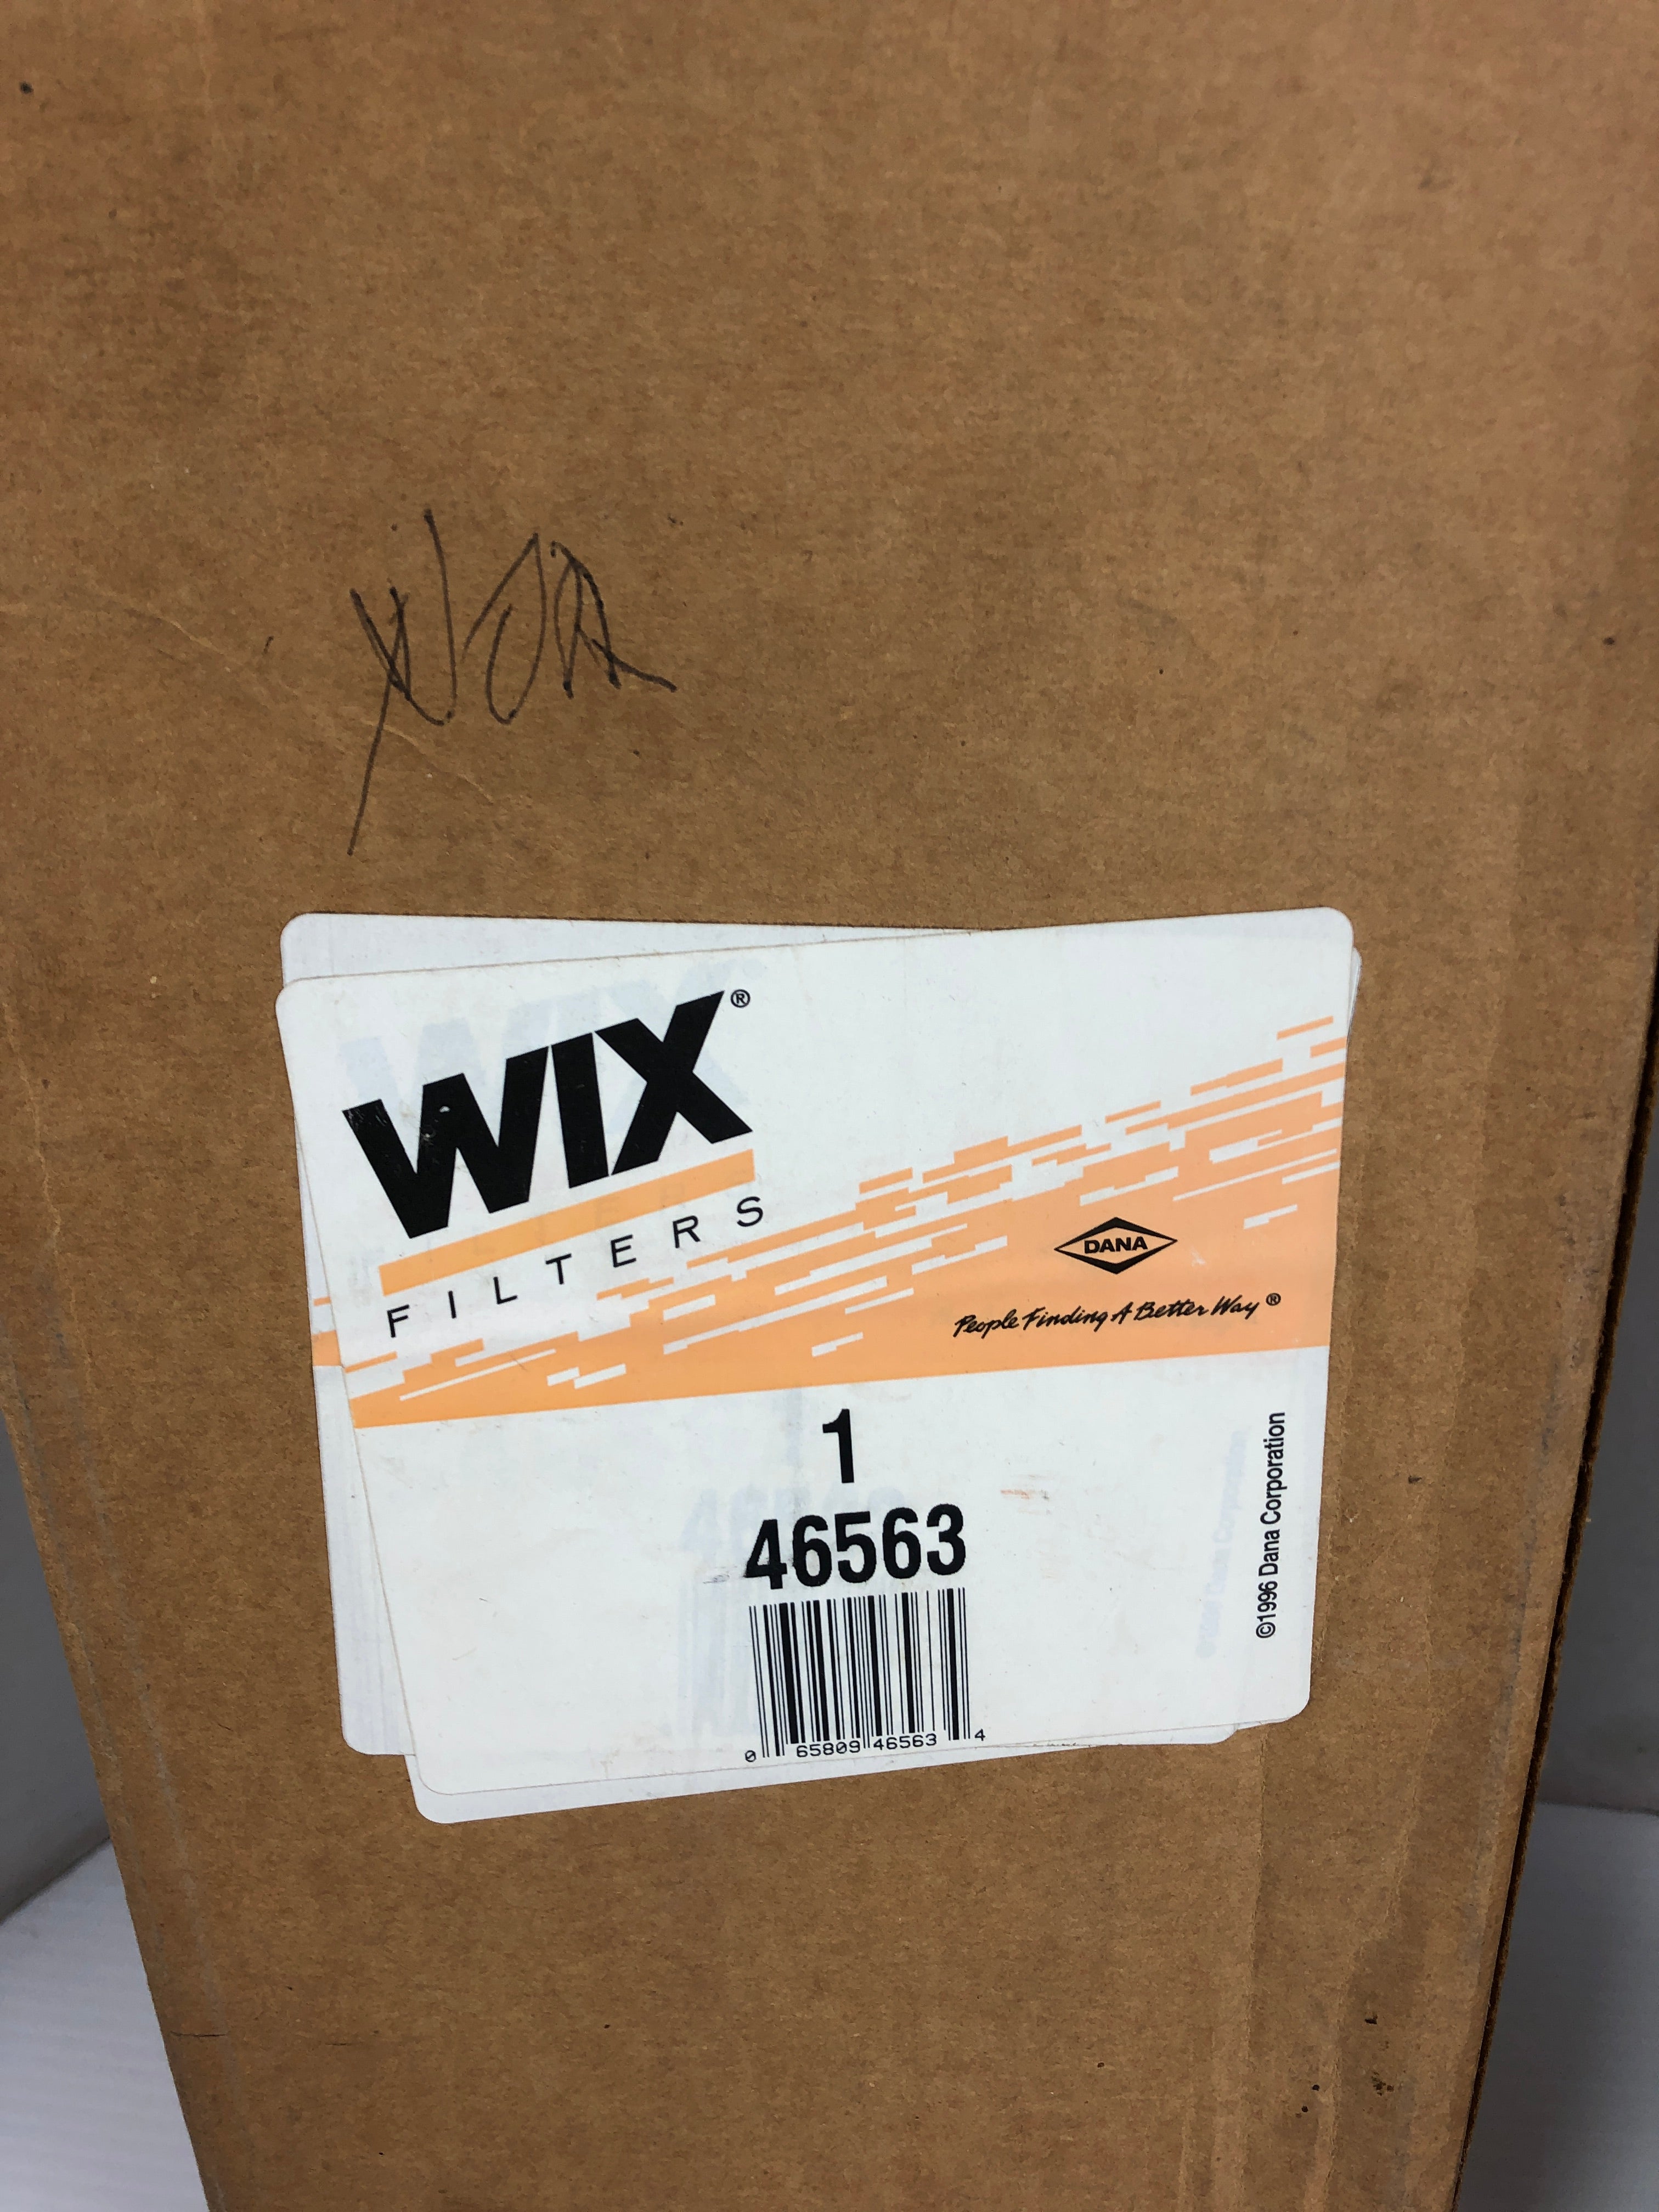 WIX®
FILTERS
DANA
People Finding A Better Way®
1
46563
0 65809 46563 4
©1996 Dana Corporation